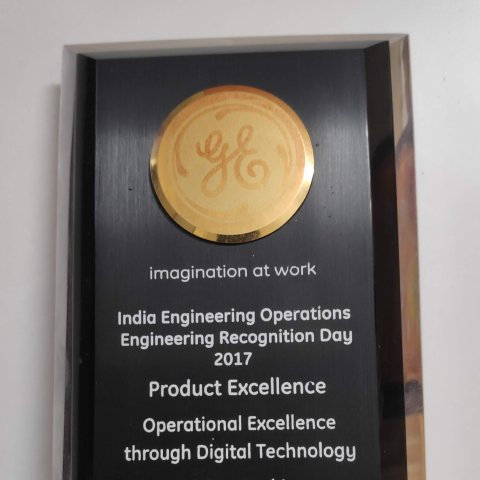 GE
imagination at work
India Engineering Operations
Engineering Recognition Day
2017
Product Excellence
Operational Excellence
through Digital Technology